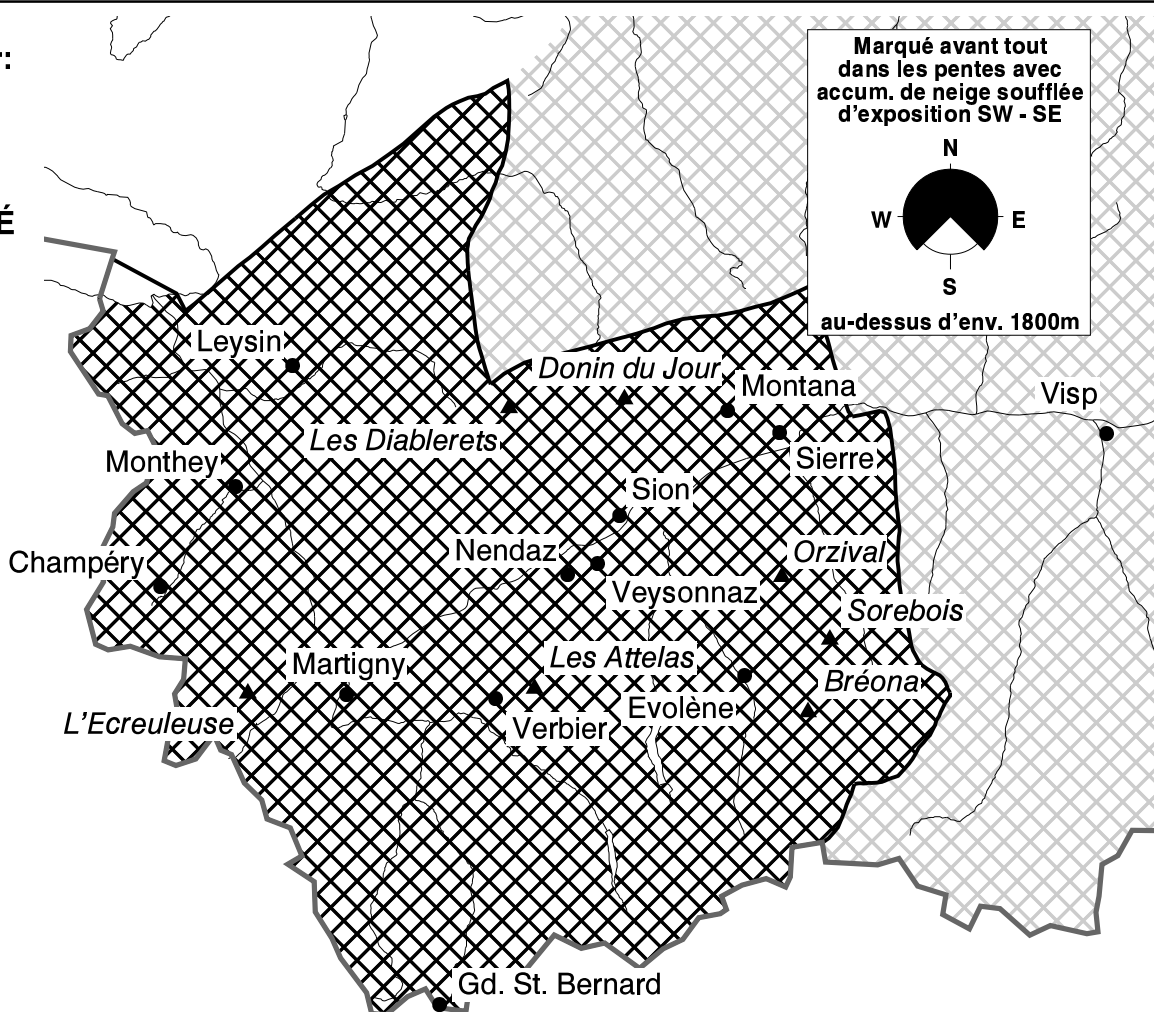 r:
É
Marqué avant tout
dans les pentes avec
accum. de neige soufflée
d'exposition SW - SE
N
W
E
S
au-dessus d'env. 1800m
Leysin
Donin du Jour
Montana
Visp
Les Diablerets
Monthey
Sierre
Sion
Nendaz
Orzival
Champéry
Veysonnaz
Sorebois
Martigny
Les Attelas
Bréona
L'Ecreuleuse
Evolène
Verbier
Gd. St. Bernard